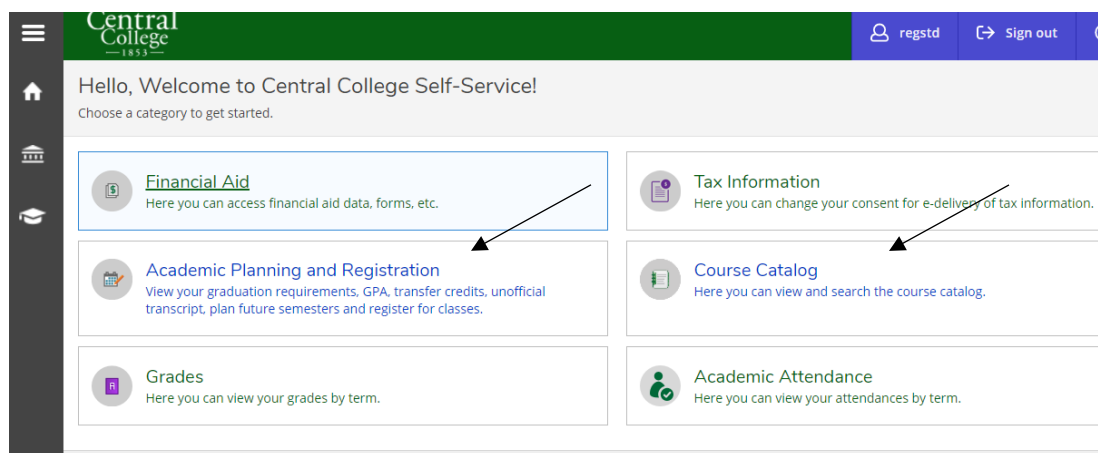 Central
College
1853
regstd
Sign out
Hello, Welcome to Central College Self-Service!
Choose a category to get started.
Financial Aid
Here you can access financial aid data, forms, etc.
Tax Information
Here you can change your consent for e-delivery of tax information.
Academic Planning and Registration
View your graduation requirements, GPA, transfer credits, unofficial
transcript, plan future semesters and register for classes.
Course Catalog
Here you can view and search the course catalog.
Grades
Here you can view your grades by term.
Academic Attendance
Here you can view your attendances by term.